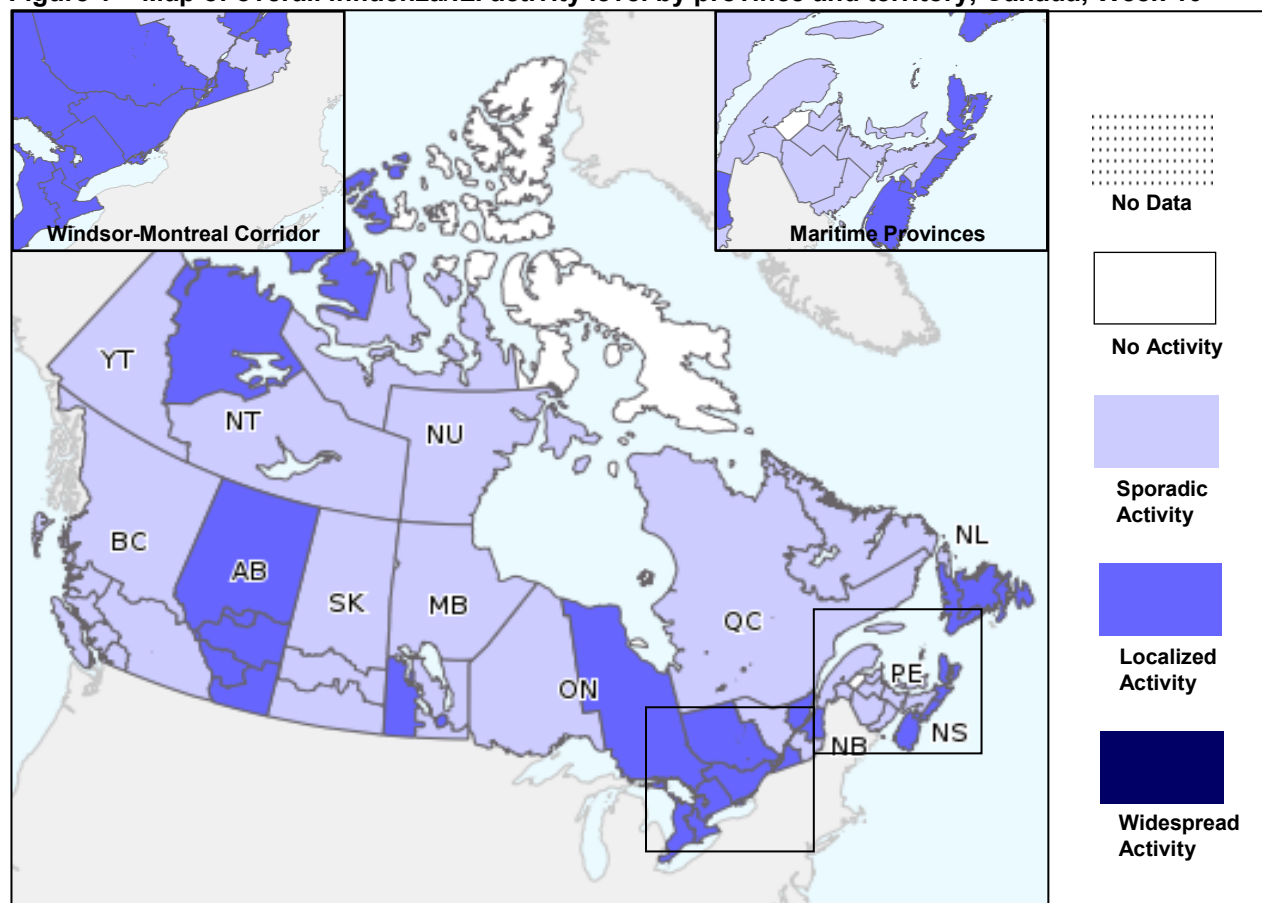 Windsor-Montreal Corridor
Maritime Provinces
No Data
No Activity
Sporadic
Activity
Localized
Activity
Widespread
Activity
YT
NT
NU
BC
AB
SK
MB
ON
QC
NL
PE
NB
NS